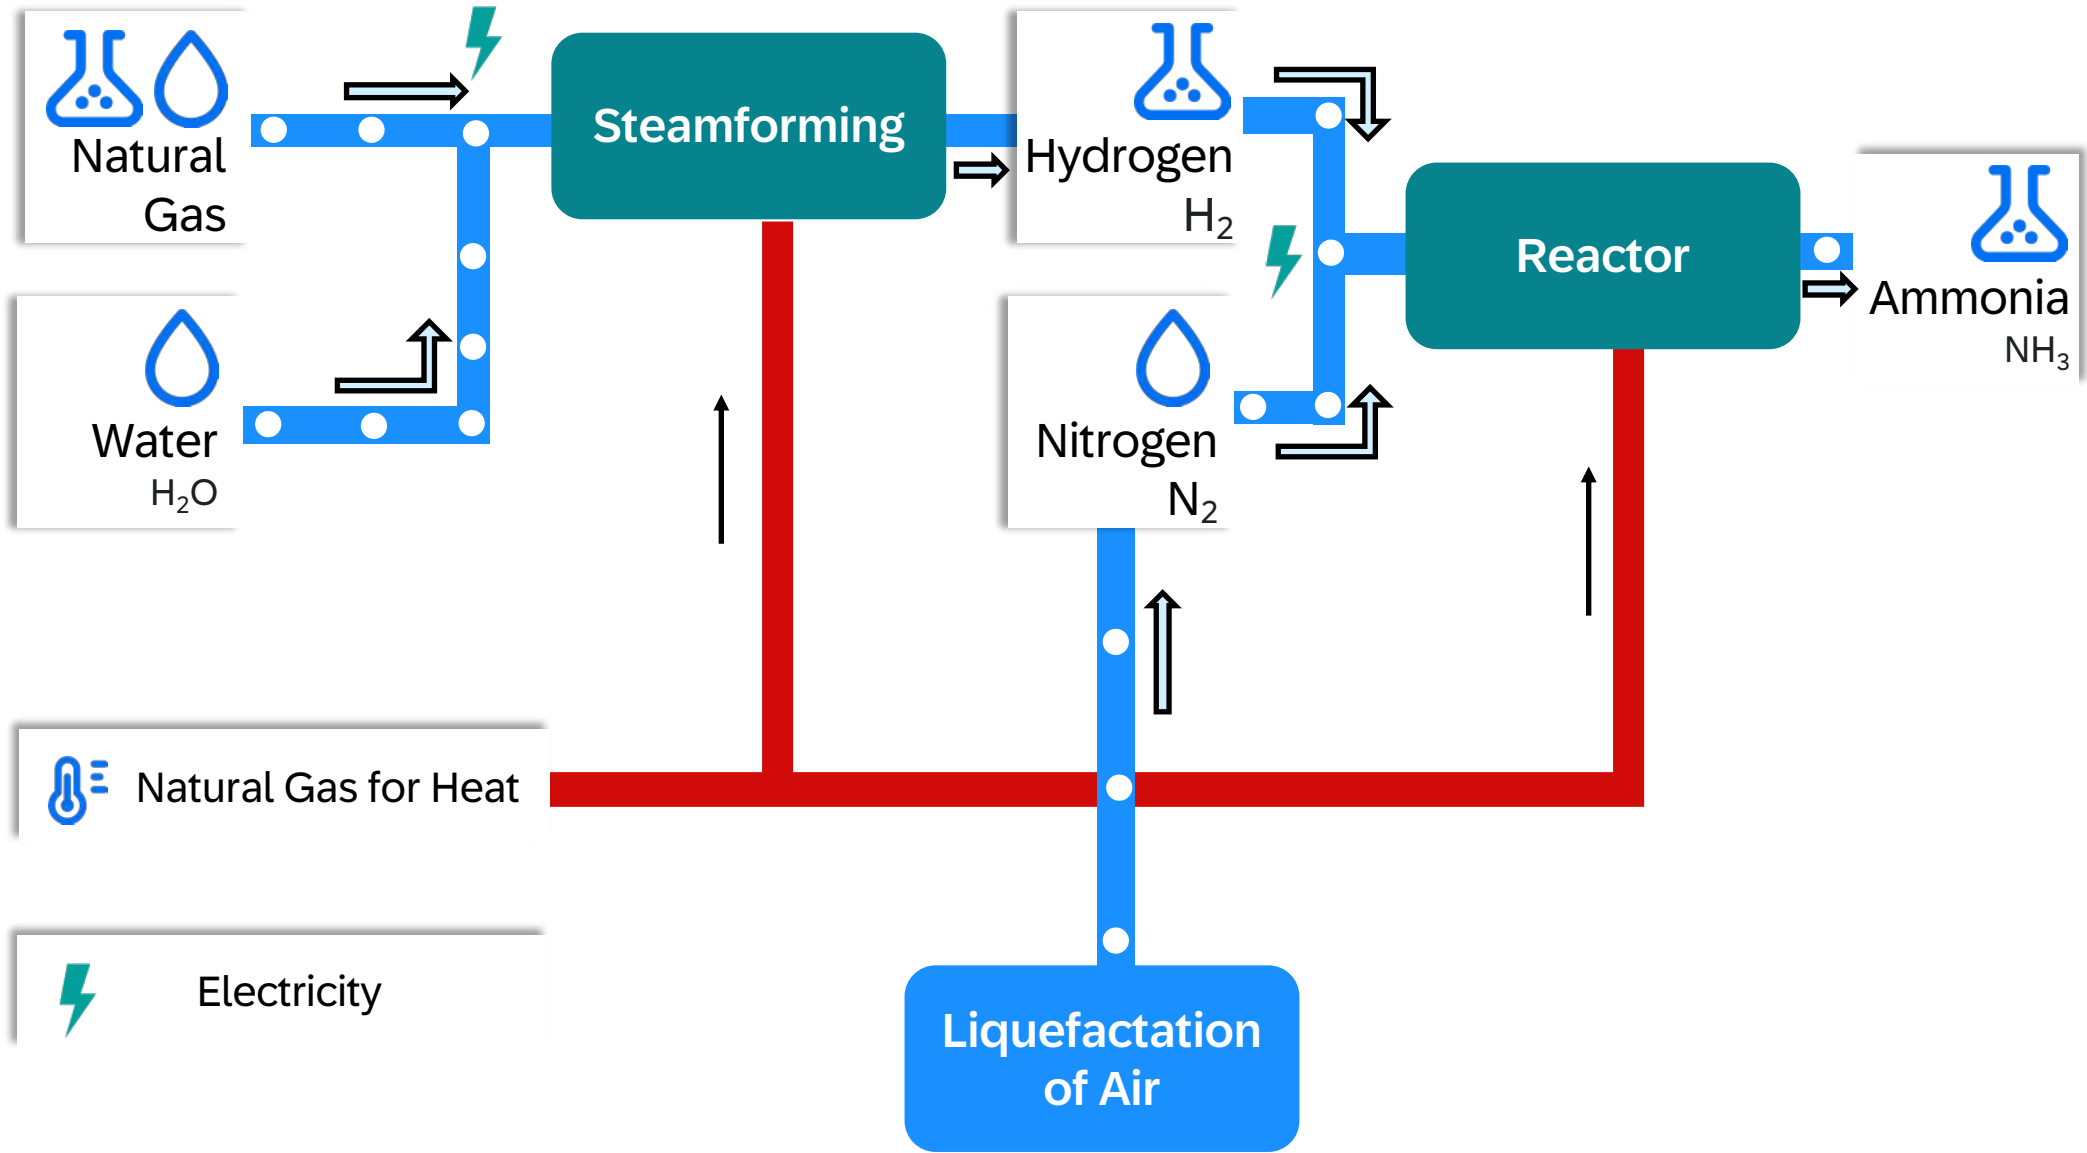 Natural
Gas
Steamforming
Hydrogen
H₂
Reactor
Ammonia
NH₃
Water
H₂O
Nitrogen
N₂
Natural Gas for Heat
Electricity
Liquefactation
of Air